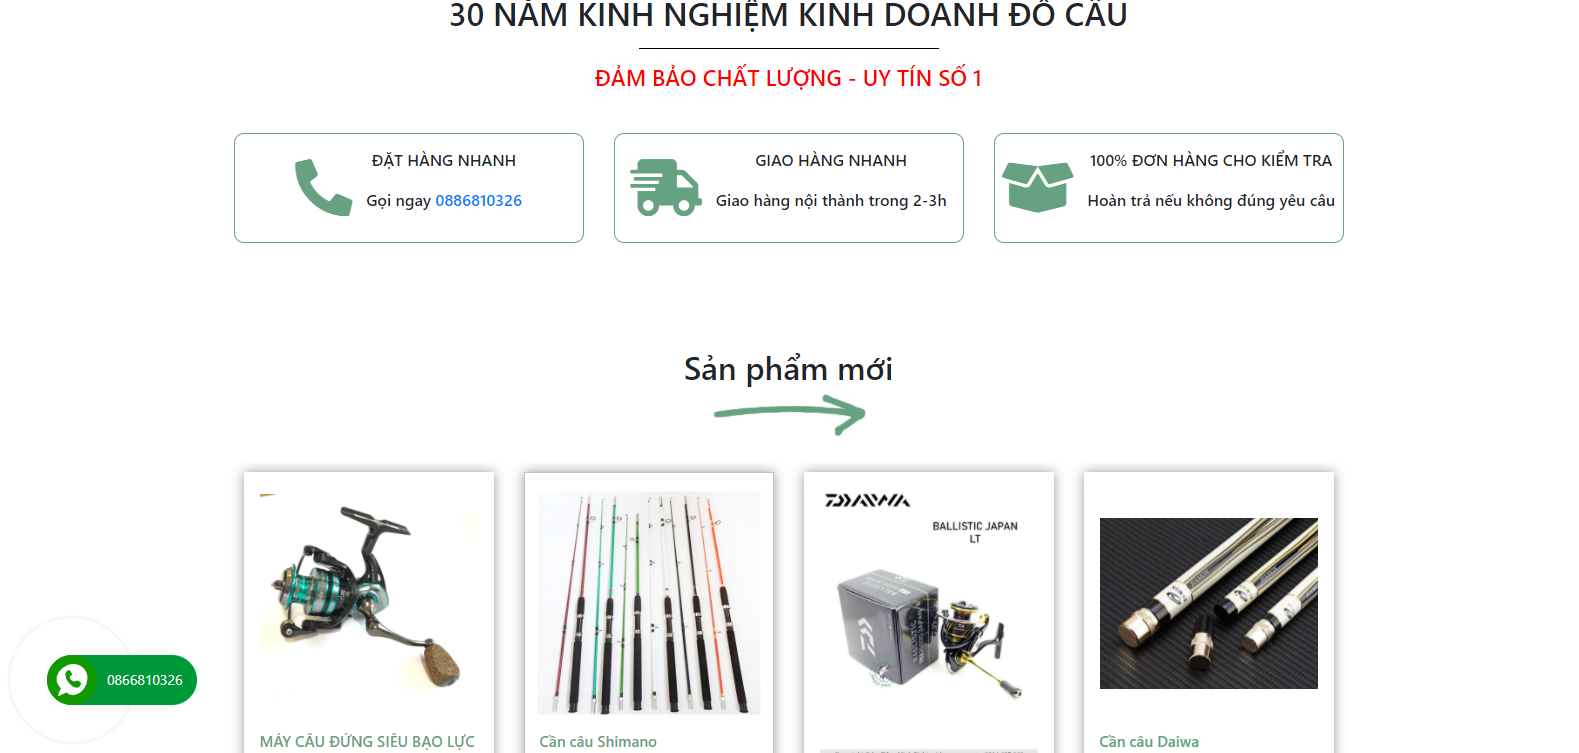 30 NĂM KINH NGHIỆM KINH DOANH ĐỒ CÂU
ĐẢM BẢO CHẤT LƯỢNG - UY TÍN SỐ 1
ĐẶT HÀNG NHANH
Gọi ngay 0886810326
GIAO HÀNG NHANH
Giao hàng nội thành trong 2-3h
100% ĐƠN HÀNG CHO KIỂM TRA
Hoàn trả nếu không đúng yêu cầu
Sản phẩm mới
DAIWA
BALLISTIC JAPAN
LT
0866810326
MÁY CÂU ĐỨNG SIÊU BẠO LỰC
Cần câu Shimano
Cần câu Daiwa